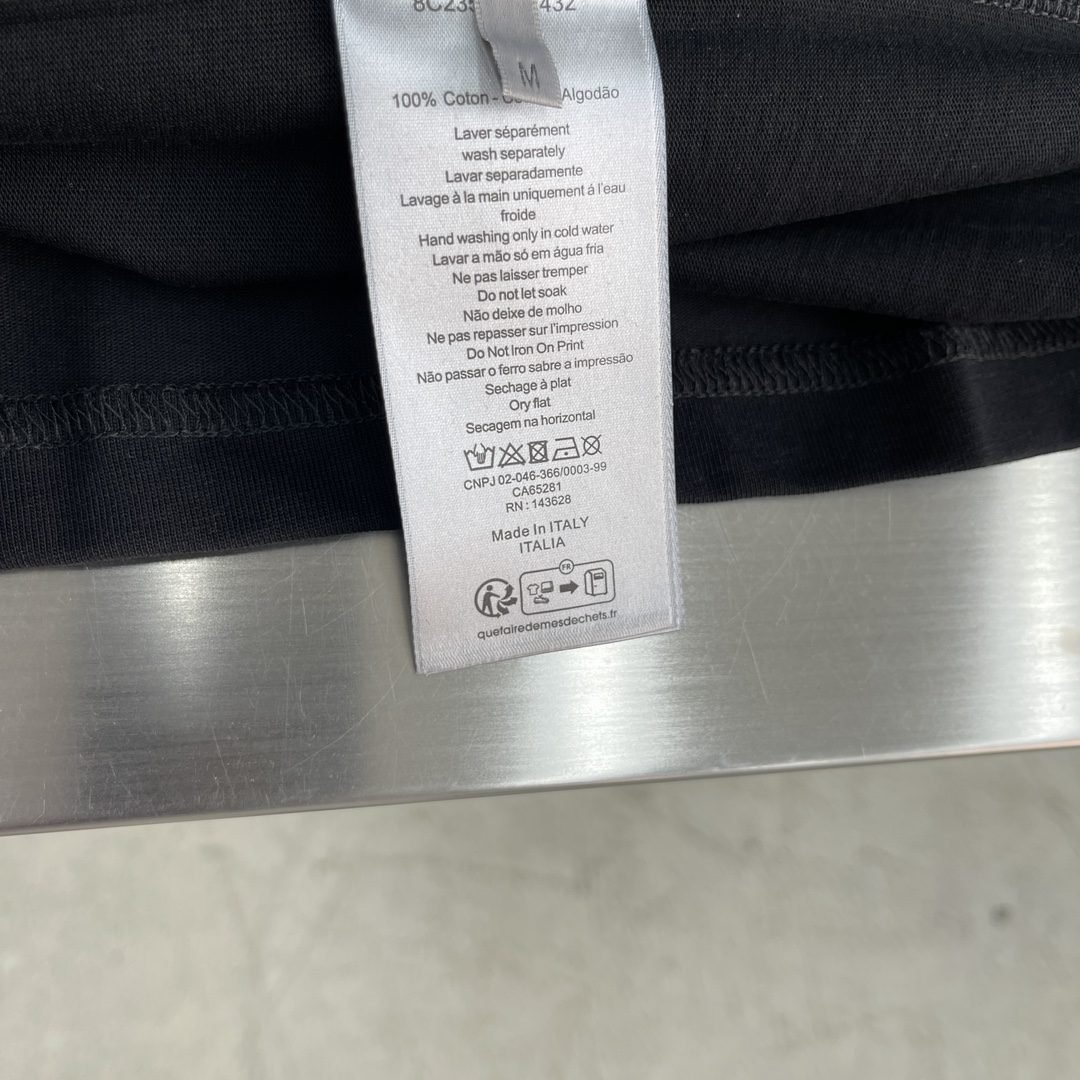 8C23 432
M
100% Coton - Algodão
Laver séparément
wash separately
Lavar separadamente
Lavage à la main uniquement á l'eau
froide
Hand washing only in cold water
Lavar a mão só em água fria
Ne pas laisser tremper
Do not let soak
Não deixe de molho
Ne pas repasser sur l'impression
Do Not Iron On Print
Não passar o ferro sabre a impressão
Sechage à plat
Ory flat
Secagem na horizontal
CNPJ 02-046-366/0003-99
CA65281
RN : 143628
Made In ITALY
ITALIA
FR
quefairedemesdechets.fr